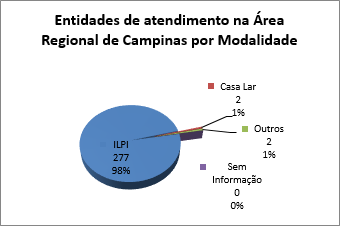 Entidades de atendimento na Área
Regional de Campinas por Modalidade
Casa Lar
2
1%
Outros
2
1%
ILPI
277
98%
Sem
Informação
0
0%